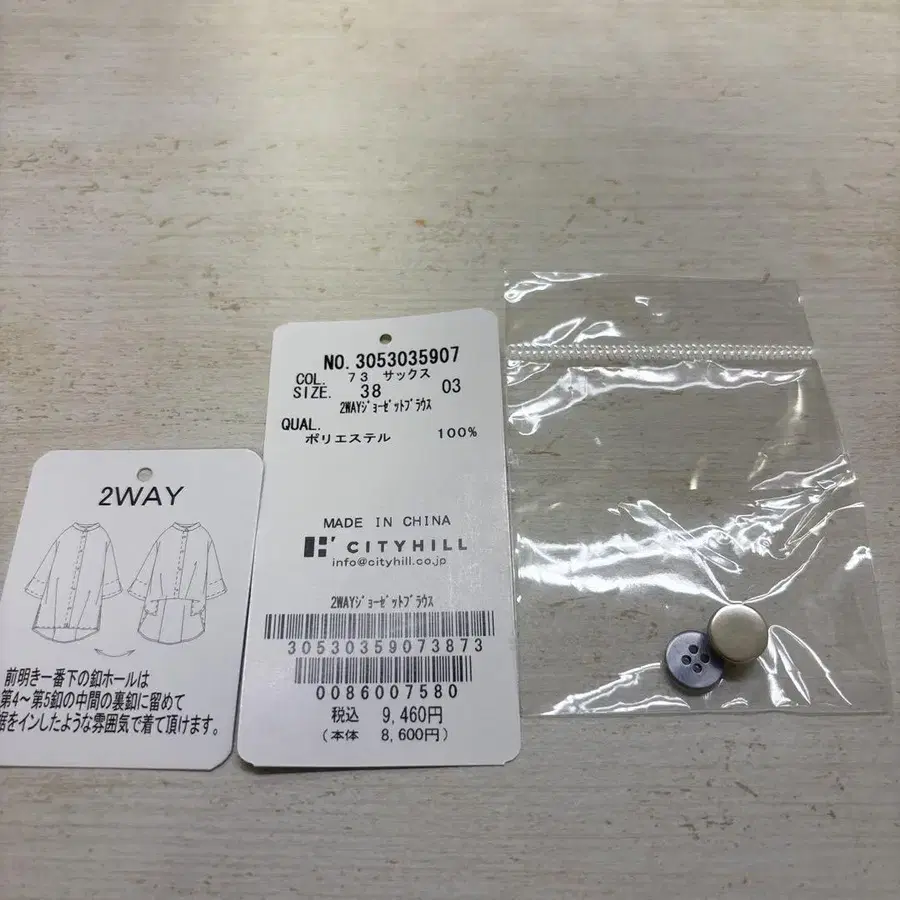 2WAY
前明き一番下の釦ホールは
第4～第5釦の中間の裏釦に留めて
裾をインしたような雰囲気で着て頂けます。
NO. 3053035907
COL. 73 サックス
SIZE. 38 03
2WAYジョーゼットブラウス
QUAL.
ポリエステル 100%
MADE IN CHINA
CITYHILL
info@cityhill.co.jp
2WAYジョーゼットブラウス
30530359073873
0086007580
税込 9,460円
(本体 8,600円)